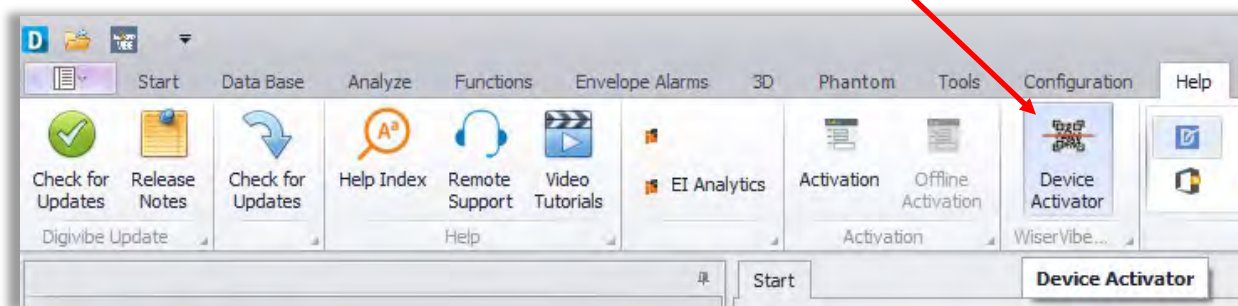 D
Start Data Base Analyze Functions Envelope Alarms 3D Phantom Tools Configuration Help
Check for Updates
Release Notes
Check for Updates
Help Index
Remote Support
Video Tutorials
EI Analytics
Activation
Offline Activation
Device Activator
Digivibe Update
Help
Activation
WiserVibe...
Start
Device Activator